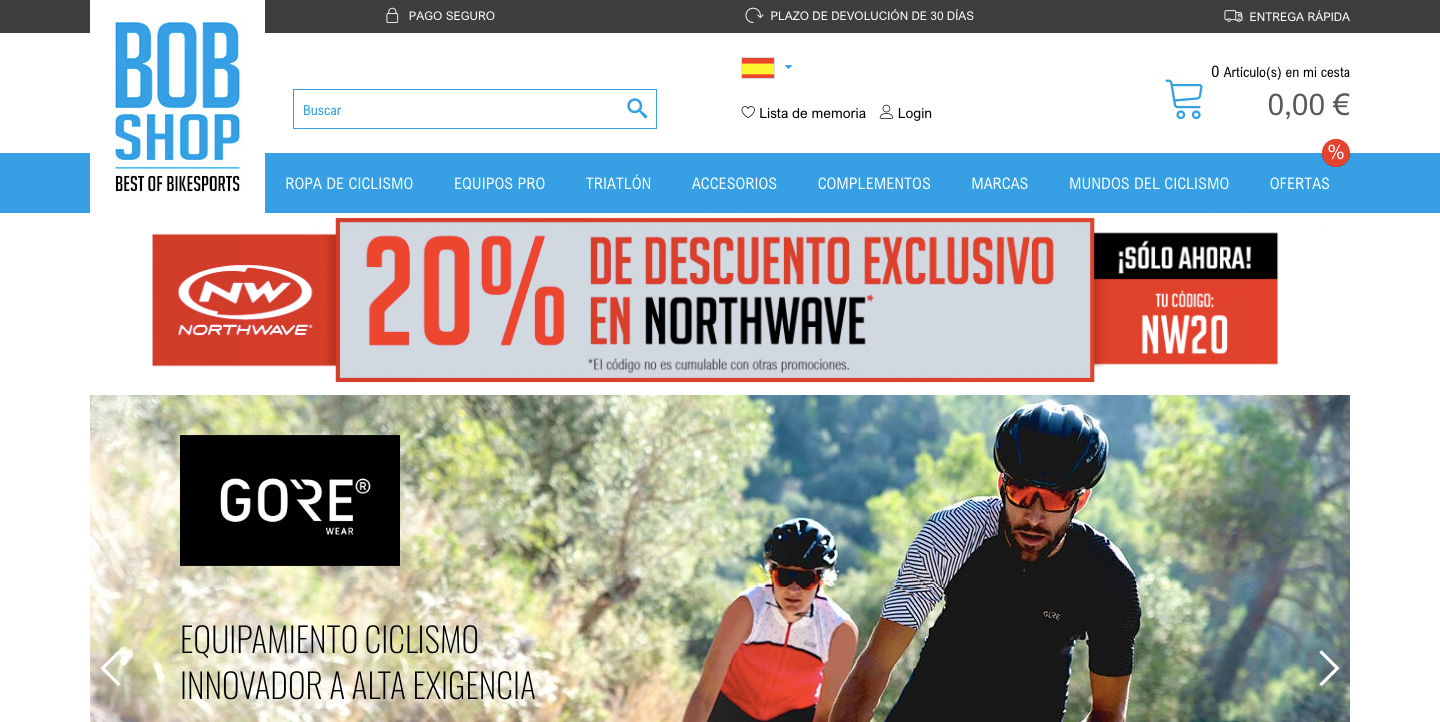 PAGO SEGURO
PLAZO DE DEVOLUCIÓN DE 30 DÍAS
ENTREGA RÁPIDA
BOB
SHOP
BEST OF BIKESPORTS
Buscar
Lista de memoria
Login
0 Artículo(s) en mi cesta
0,00 €
%
ROPA DE CICLISMO
EQUIPOS PRO
TRIATLÓN
ACCESORIOS
COMPLEMENTOS
MARCAS
MUNDOS DEL CICLISMO
OFERTAS
NW
NORTHWAVE
20%
DE DESCUENTO EXCLUSIVO
EN NORTHWAVE*
*El código no es cumulable con otras promociones.
¡SÓLO AHORA!
TU CÓDIGO:
NW20
GORE®
WEAR
EQUIPAMIENTO CICLISMO
INNOVADOR A ALTA EXIGENCIA
GORE